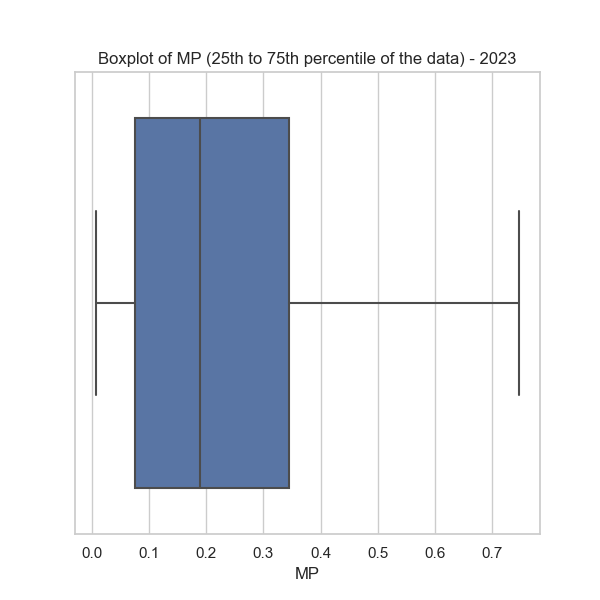 Boxplot of MP (25th to 75th percentile of the data) - 2023
0.0 0.1 0.2 0.3 0.4 0.5 0.6 0.7
MP